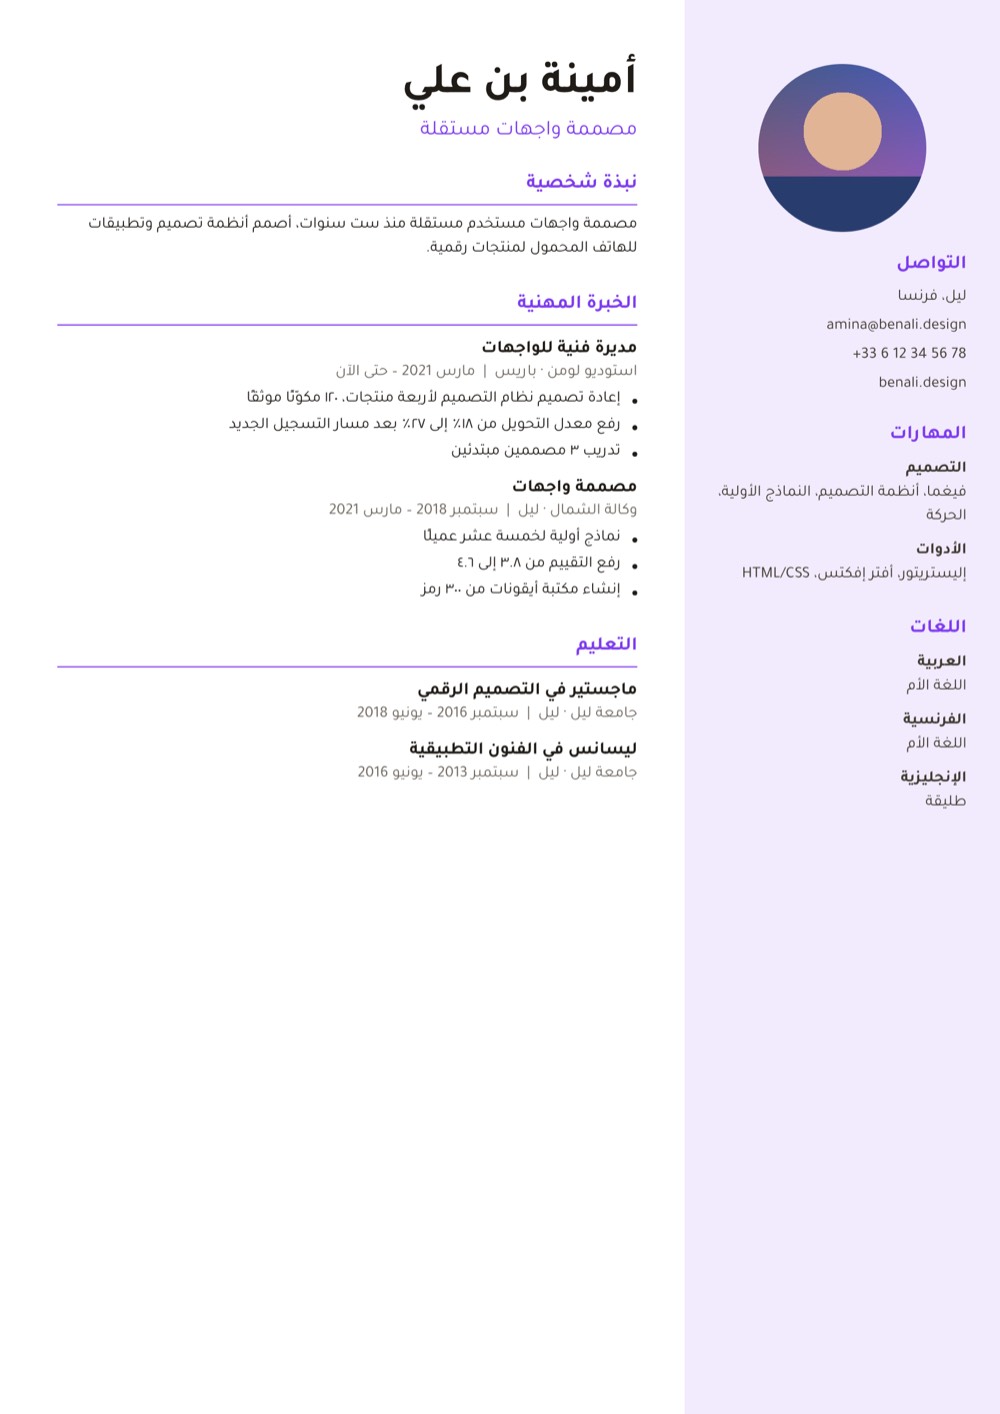 أمينة بن علي
مصممة واجهات مستقلة
نبذة شخصية
مصممة واجهات مستخدم مستقلة منذ ست سنوات، أصمم أنظمة تصميم وتطبيقات
للهاتف المحمول لمنتجات رقمية.
الخبرة المهنية
مديرة فنية للواجهات
استوديو لومن · باريس | مارس 2021 – حتى الآن
• إعادة تصميم نظام التصميم لأربعة منتجات، ١٢٠ مكوّنًا موثقًا
• رفع معدل التحويل من ١٨٪ إلى ٢٧٪ بعد مسار التسجيل الجديد
• تدريب ٣ مصممين مبتدئين
مصممة واجهات
وكالة الشمال · ليل | سبتمبر 2018 – مارس 2021
• نماذج أولية لخمسة عشر عميلًا
• رفع التقييم من ٣.٨ إلى ٤.٦
• إنشاء مكتبة أيقونات من ٣٠٠ رمز
التعليم
ماجستير في التصميم الرقمي
جامعة ليل · ليل | سبتمبر 2016 – يونيو 2018
ليسانس في الفنون التطبيقية
جامعة ليل · ليل | سبتمبر 2013 – يونيو 2016
التواصل
ليل، فرنسا
amina@benali.design
+33 6 12 34 56 78
benali.design
المهارات
التصميم
فيغما، أنظمة التصميم، النماذج الأولية،
الحركة
الأدوات
إليستريتور، أفتر إفكتس، HTML/CSS
اللغات
العربية
اللغة الأم
الفرنسية
اللغة الأم
الإنجليزية
طليقة